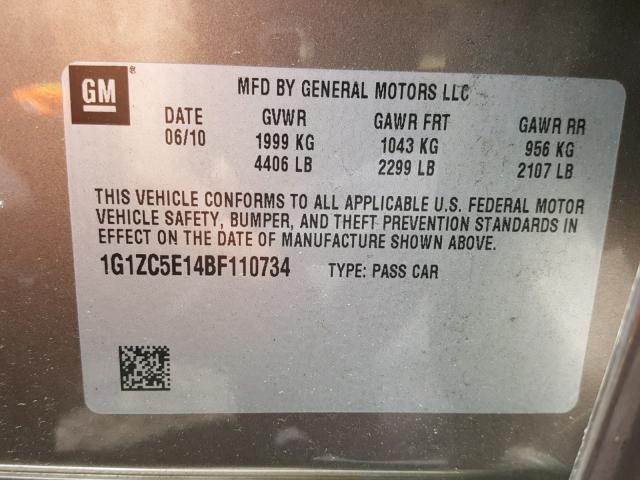 GM
MFD BY GENERAL MOTORS LLC
DATE GVWR GAWR FRT GAWR RR
06/10 1999 KG 1043 KG 956 KG
4406 LB 2299 LB 2107 LB
THIS VEHICLE CONFORMS TO ALL APPLICABLE U.S. FEDERAL MOTOR
VEHICLE SAFETY, BUMPER, AND THEFT PREVENTION STANDARDS IN
EFFECT ON THE DATE OF MANUFACTURE SHOWN ABOVE.
1G1ZC5E14BF110734 TYPE: PASS CAR